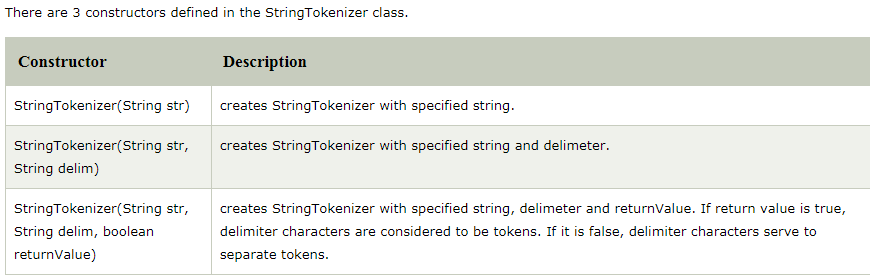 There are 3 constructors defined in the StringTokenizer class.
Constructor Description
StringTokenizer(String str) creates StringTokenizer with specified string.
StringTokenizer(String str, creates StringTokenizer with specified string and delimeter.
String delim)
StringTokenizer(String str, creates StringTokenizer with specified string, delimeter and returnValue. If return value is true,
String delim, boolean delimiter characters are considered to be tokens. If it is false, delimiter characters serve to
returnValue) separate tokens.